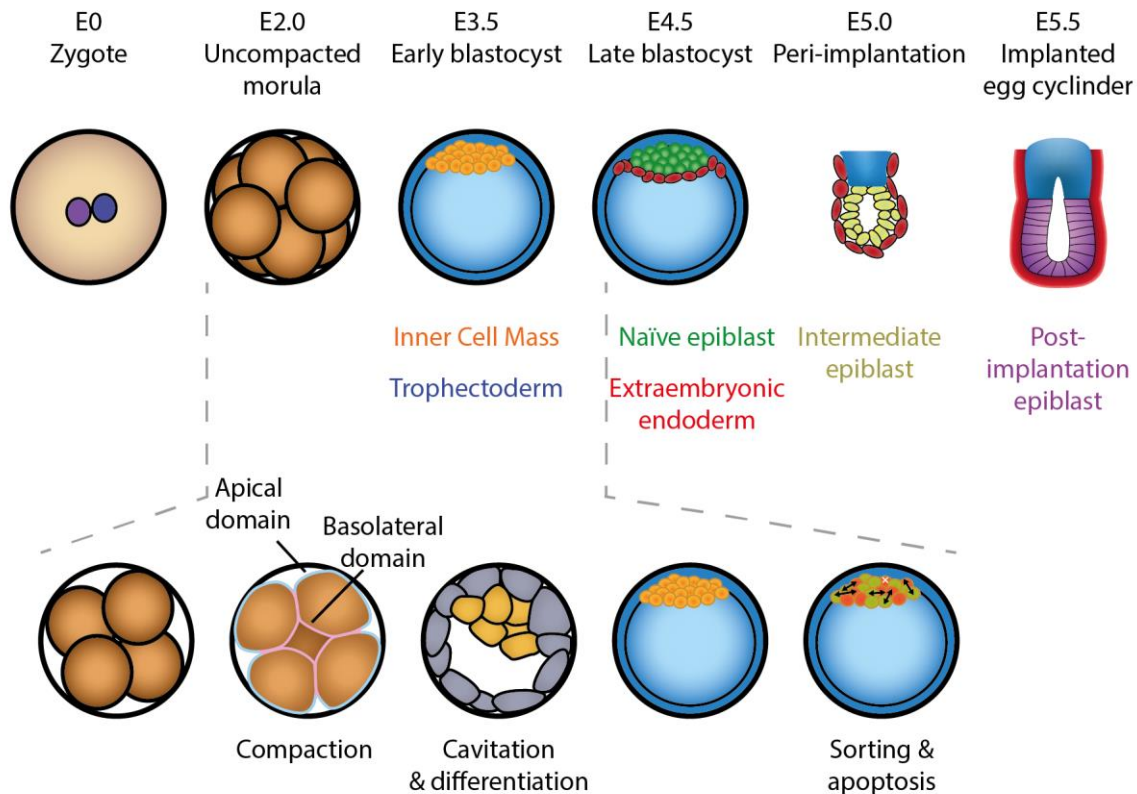 E0
Zygote
E2.0
Uncompacted
morula
E3.5
Early blastocyst
E4.5
Late blastocyst
E5.0
Peri-implantation
E5.5
Implanted
egg cylinder
Inner Cell Mass
Trophectoderm
Naïve epiblast
Extraembryonic
endoderm
Intermediate
epiblast
Post-
implantation
epiblast
Apical
domain
Basolateral
domain
Compaction
Cavitation
& differentiation
Sorting &
apoptosis